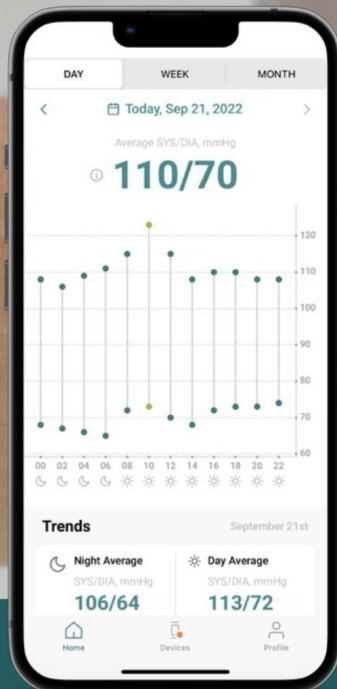 DAY WEEK MONTH
Today, Sep 21, 2022
Average SYS/DIA, mmHg
110/70
120
110
100
90
80
70
60
00 02 04 06 08 10 12 14 16 18 20 22
Trends September 21st
Night Average Day Average
SYS/DIA, mmHg SYS/DIA, mmHg
106/64 113/72
Home Devices Profile